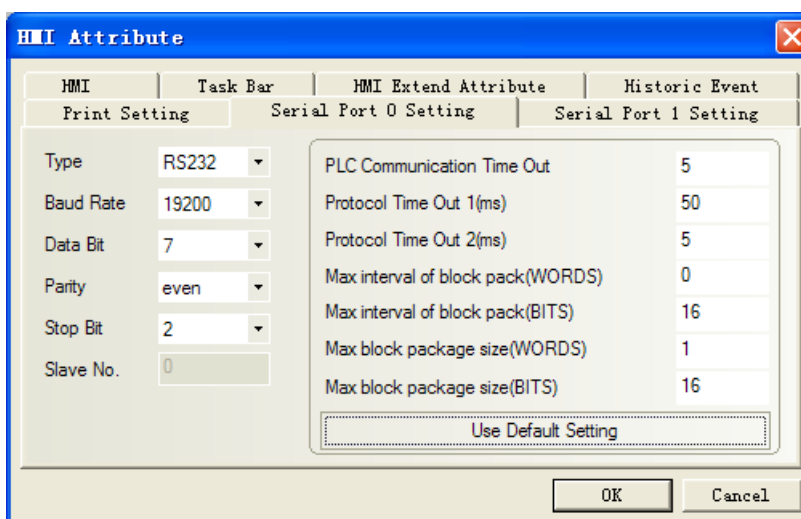 HMI Attribute
HMI
Task Bar
HMI Extend Attribute
Historic Event
Print Setting
Serial Port 0 Setting
Serial Port 1 Setting
Type RS232
Baud Rate 19200
Data Bit 7
Parity even
Stop Bit 2
Slave No. 0
PLC Communication Time Out 5
Protocol Time Out 1(ms) 50
Protocol Time Out 2(ms) 5
Max interval of block pack(WORDS) 0
Max interval of block pack(BITS) 16
Max block package size(WORDS) 1
Max block package size(BITS) 16
Use Default Setting
OK
Cancel